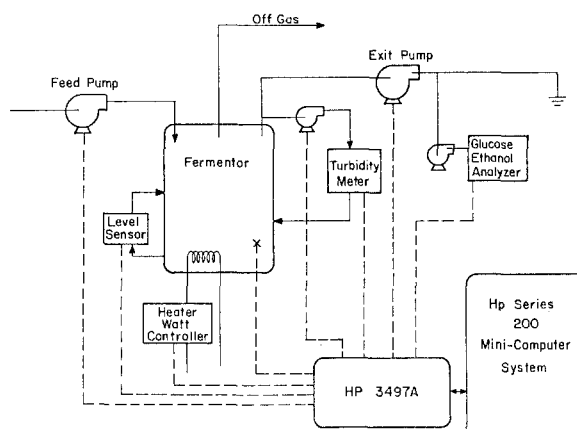 Off Gas
Exit Pump
Feed Pump
Fermentor
Turbidity
Meter
Glucose
Ethanol
Analyzer
Level
Sensor
Heater
Watt
Controller
Hp Series
200
Mini-Computer
System
HP 3497A